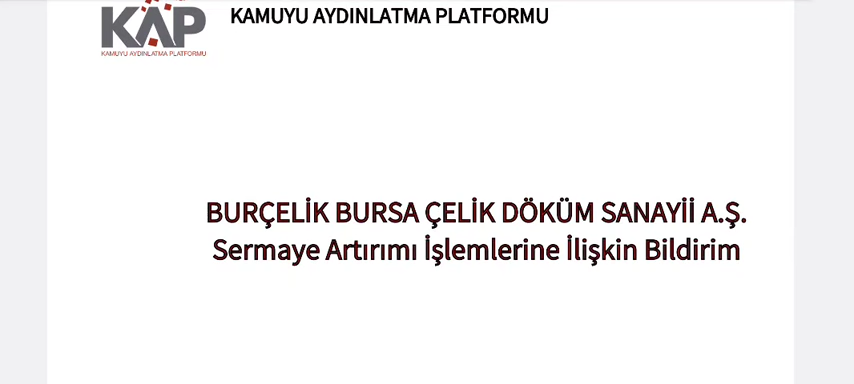 KAP
KAMUYU AYDINLATMA PLATFORMU
KAMUYU AYDINLATMA PLATFORMU
BURÇELİK BURSA ÇELİK DÖKÜM SANAYİİ A.Ş.
Sermaye Artırımı İşlemlerine İlişkin Bildirim